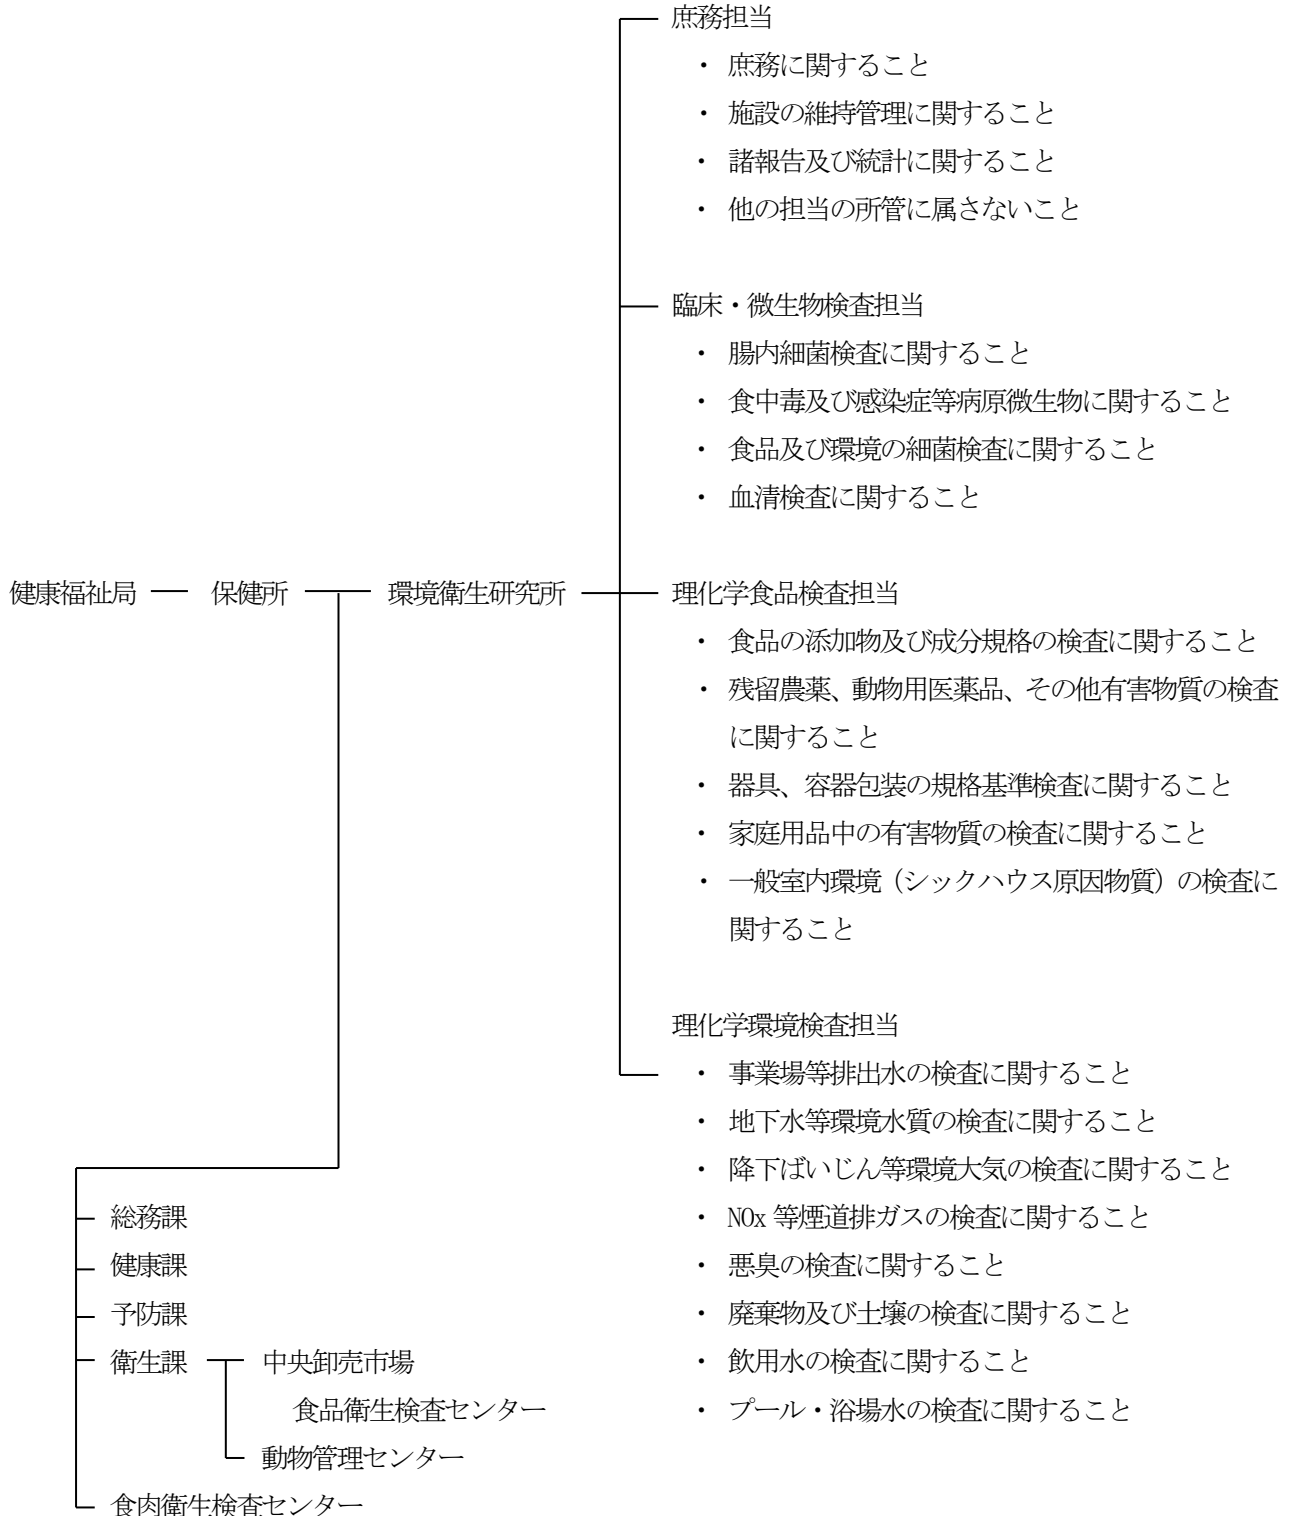 庶務担当
・ 庶務に関すること
・ 施設の維持管理に関すること
・ 諸報告及び統計に関すること
・ 他の担当の所管に属さないこと
臨床・微生物検査担当
・ 腸内細菌検査に関すること
・ 食中毒及び感染症等病原微生物に関すること
・ 食品及び環境の細菌検査に関すること
・ 血清検査に関すること
健康福祉局 保健所 環境衛生研究所 理化学食品検査担当
・ 食品の添加物及び成分規格の検査に関すること
・ 残留農薬、動物用医薬品、その他有害物質の検査
に関すること
・ 器具、容器包装の規格基準検査に関すること
・ 家庭用品中の有害物質の検査に関すること
・ 一般室内環境（シックハウス原因物質）の検査に
関すること
理化学環境検査担当
・ 事業場等排出水の検査に関すること
・ 地下水等環境水質の検査に関すること
・ 降下ばいじん等環境大気の検査に関すること
・ NOx 等煙道排ガスの検査に関すること
・ 悪臭の検査に関すること
・ 廃棄物及び土壌の検査に関すること
・ 飲用水の検査に関すること
・ プール・浴場水の検査に関すること
総務課
健康課
予防課
衛生課 中央卸売市場
食品衛生検査センター
動物管理センター
食肉衛生検査センター